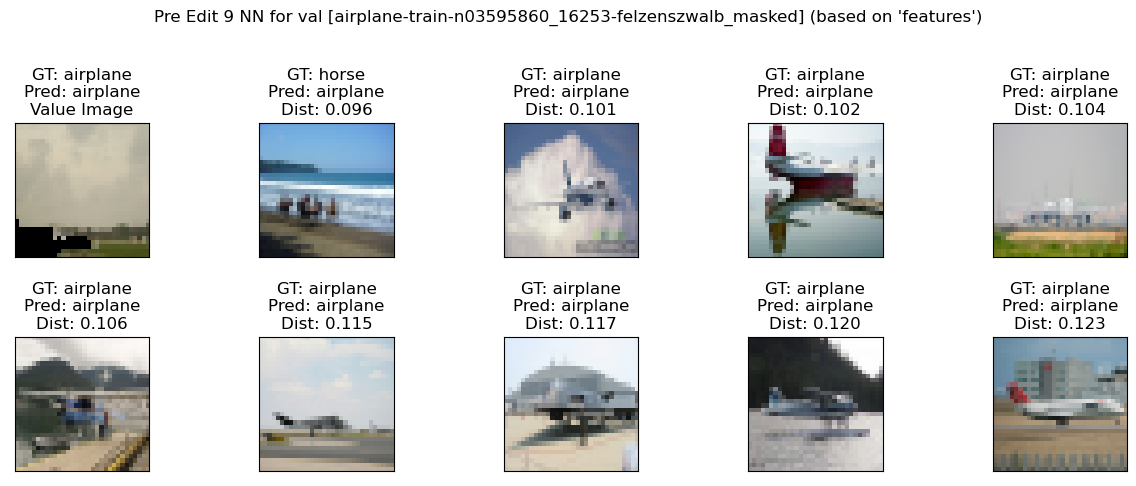 Pre Edit 9 NN for val [airplane-train-n03595860_16253-felzenszwalb_masked] (based on 'features')
GT: airplane
Pred: airplane
Value Image
GT: horse
Pred: airplane
Dist: 0.096
GT: airplane
Pred: airplane
Dist: 0.101
GT: airplane
Pred: airplane
Dist: 0.102
GT: airplane
Pred: airplane
Dist: 0.104
GT: airplane
Pred: airplane
Dist: 0.106
GT: airplane
Pred: airplane
Dist: 0.115
GT: airplane
Pred: airplane
Dist: 0.117
GT: airplane
Pred: airplane
Dist: 0.120
GT: airplane
Pred: airplane
Dist: 0.123